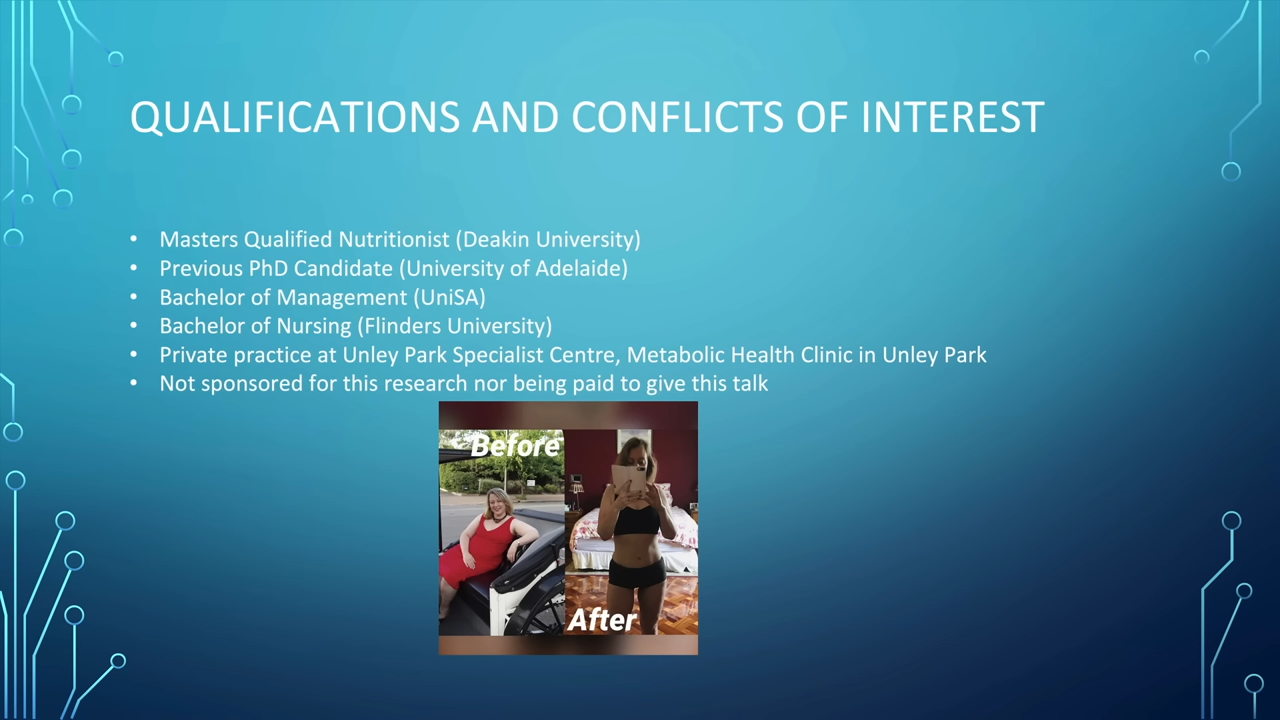 QUALIFICATIONS AND CONFLICTS OF INTEREST
• Masters Qualified Nutritionist (Deakin University)
• Previous PhD Candidate (University of Adelaide)
• Bachelor of Management (UniSA)
• Bachelor of Nursing (Flinders University)
• Private practice at Unley Park Specialist Centre, Metabolic Health Clinic in Unley Park
• Not sponsored for this research nor being paid to give this talk
Before
After